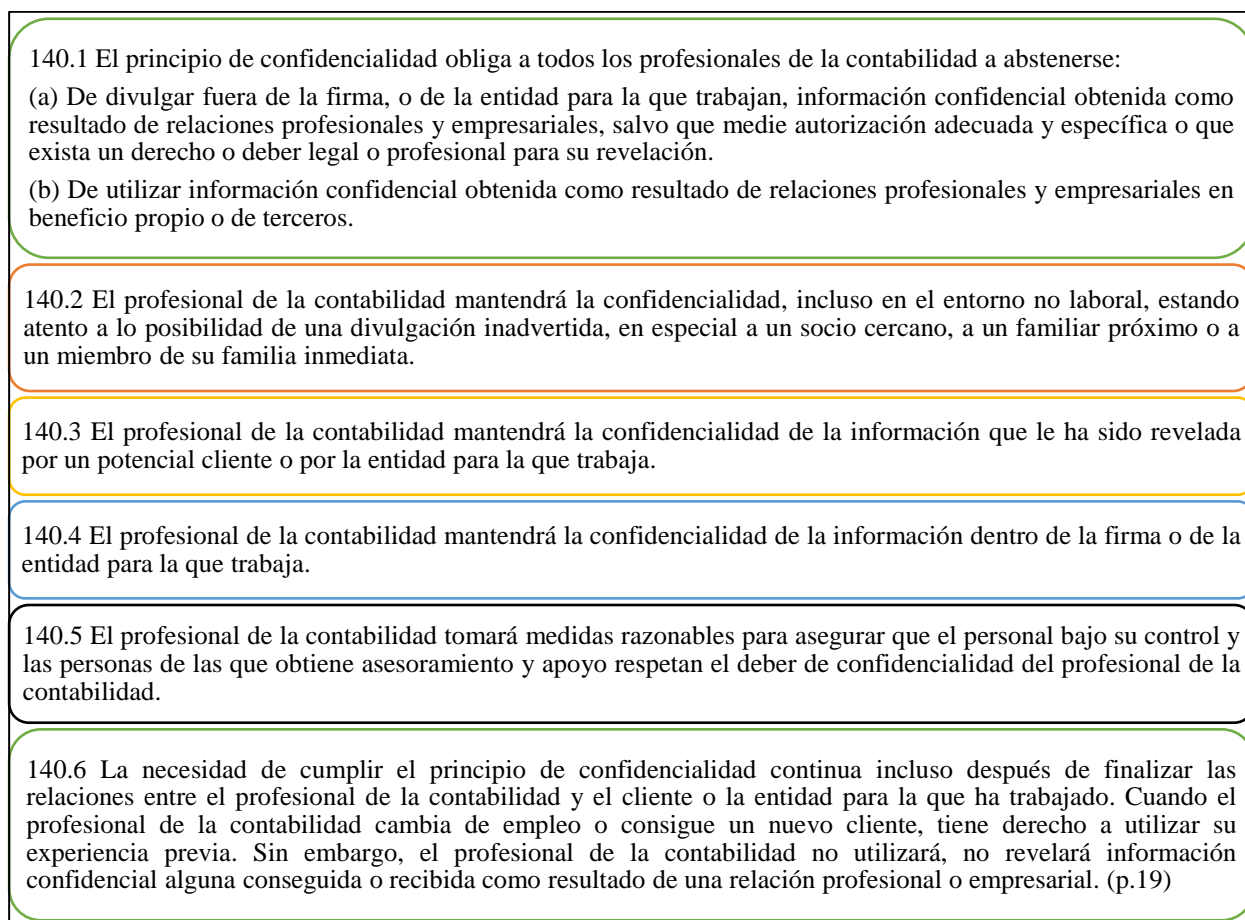 140.1 El principio de confidencialidad obliga a todos los profesionales de la contabilidad a abstenerse:
(a) De divulgar fuera de la firma, o de la entidad para la que trabajan, información confidencial obtenida como
resultado de relaciones profesionales y empresariales, salvo que medie autorización adecuada y específica o que
exista un derecho o deber legal o profesional para su revelación.
(b) De utilizar información confidencial obtenida como resultado de relaciones profesionales y empresariales en
beneficio propio o de terceros.
140.2 El profesional de la contabilidad mantendrá la confidencialidad, incluso en el entorno no laboral, estando
atento a lo posibilidad de una divulgación inadvertida, en especial a un socio cercano, a un familiar próximo o a
un miembro de su familia inmediata.
140.3 El profesional de la contabilidad mantendrá la confidencialidad de la información que le ha sido revelada
por un potencial cliente o por la entidad para la que trabaja.
140.4 El profesional de la contabilidad mantendrá la confidencialidad de la información dentro de la firma o de la
entidad para la que trabaja.
140.5 El profesional de la contabilidad tomará medidas razonables para asegurar que el personal bajo su control y
las personas de las que obtiene asesoramiento y apoyo respetan el deber de confidencialidad del profesional de la
contabilidad.
140.6 La necesidad de cumplir el principio de confidencialidad continua incluso después de finalizar las
relaciones entre el profesional de la contabilidad y el cliente o la entidad para la que ha trabajado. Cuando el
profesional de la contabilidad cambia de empleo o consigue un nuevo cliente, tiene derecho a utilizar su
experiencia previa. Sin embargo, el profesional de la contabilidad no utilizará, no revelará información
confidencial alguna conseguida o recibida como resultado de una relación profesional o empresarial. (p.19)